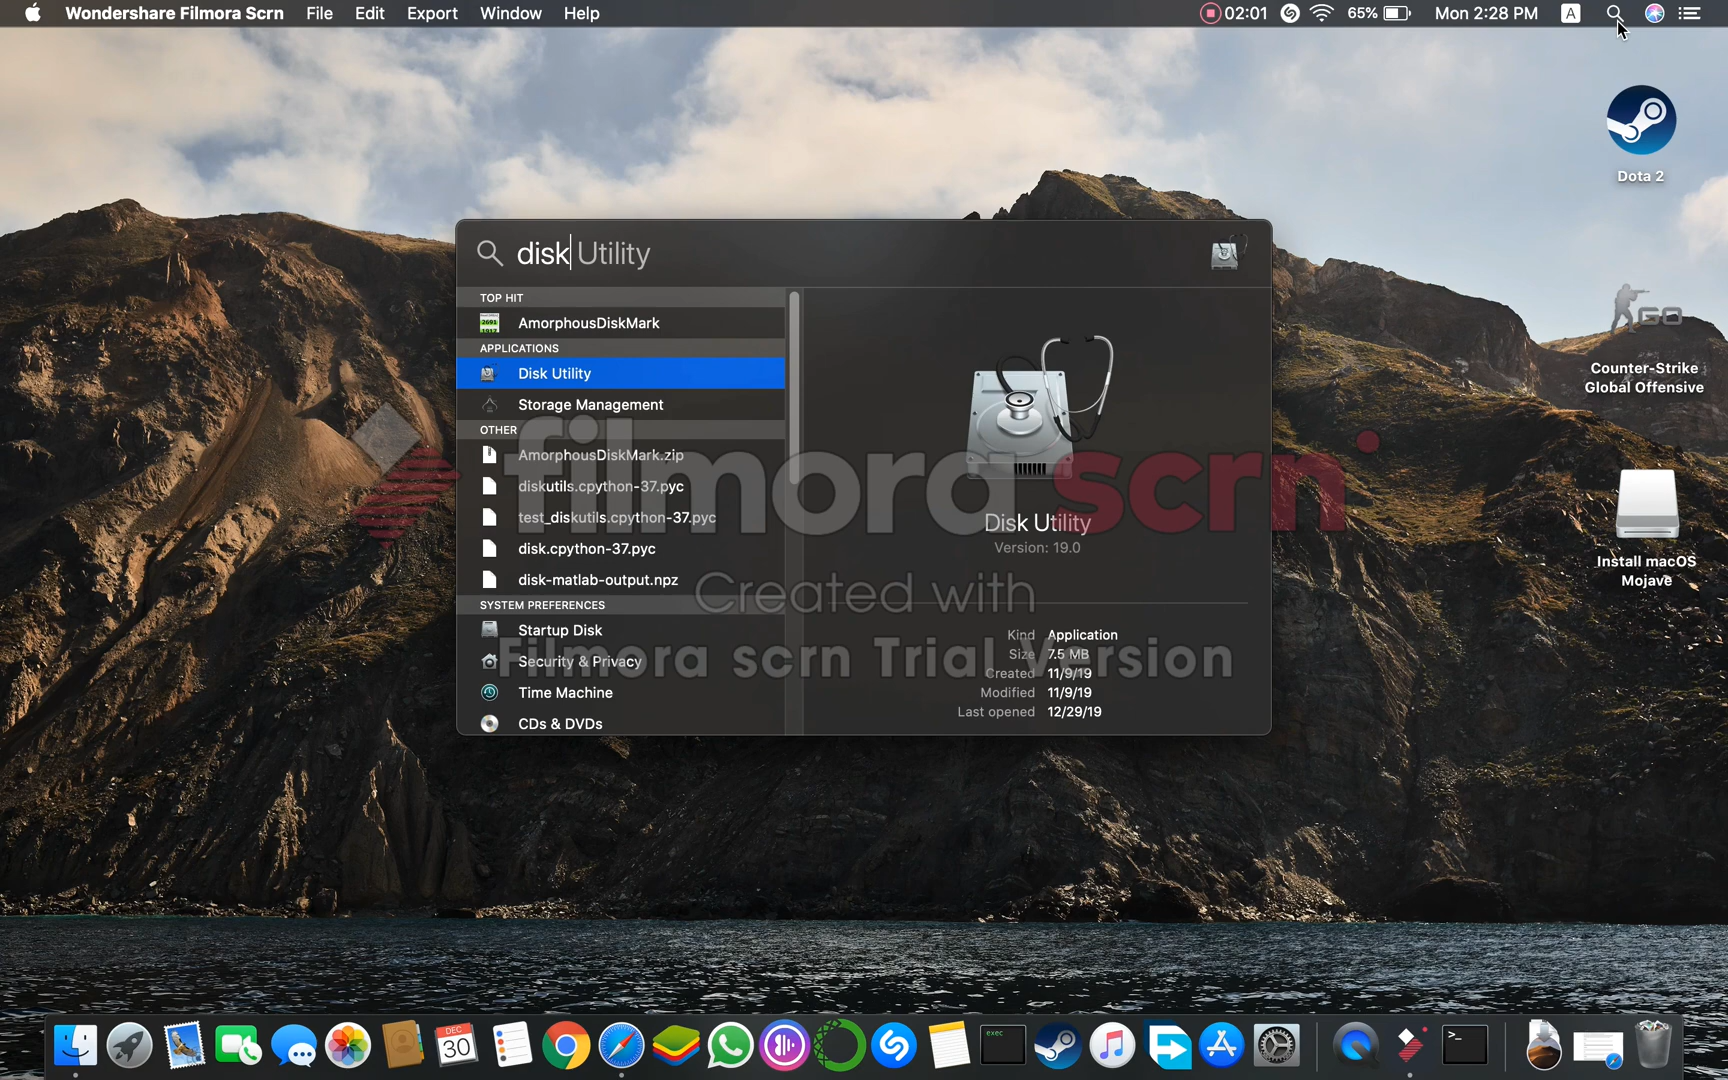 Wondershare Filmora Scrn File Edit Export Window Help 02:01 65% Mon 2:28 PM A
Dota 2
disk Utility
TOP HIT
AmorphousDiskMark
APPLICATIONS
Disk Utility
Storage Management
OTHER
AmorphousDiskMark.zip
diskutils.cpython-37.pyc
test_diskutils.cpython-37.pyc
disk.cpython-37.pyc
disk-matlab-output.npz
SYSTEM PREFERENCES
Startup Disk
Security & Privacy
Time Machine
CDs & DVDs
Disk Utility
Version: 19.0
Kind Application
Size 7.5 MB
Created 11/9/19
Modified 11/9/19
Last opened 12/29/19
filmora scrn
Created with
Filmora scrn Trial Version
GO
Counter-Strike
Global Offensive
Install macOS
Mojave
DEC
30
exec
>_